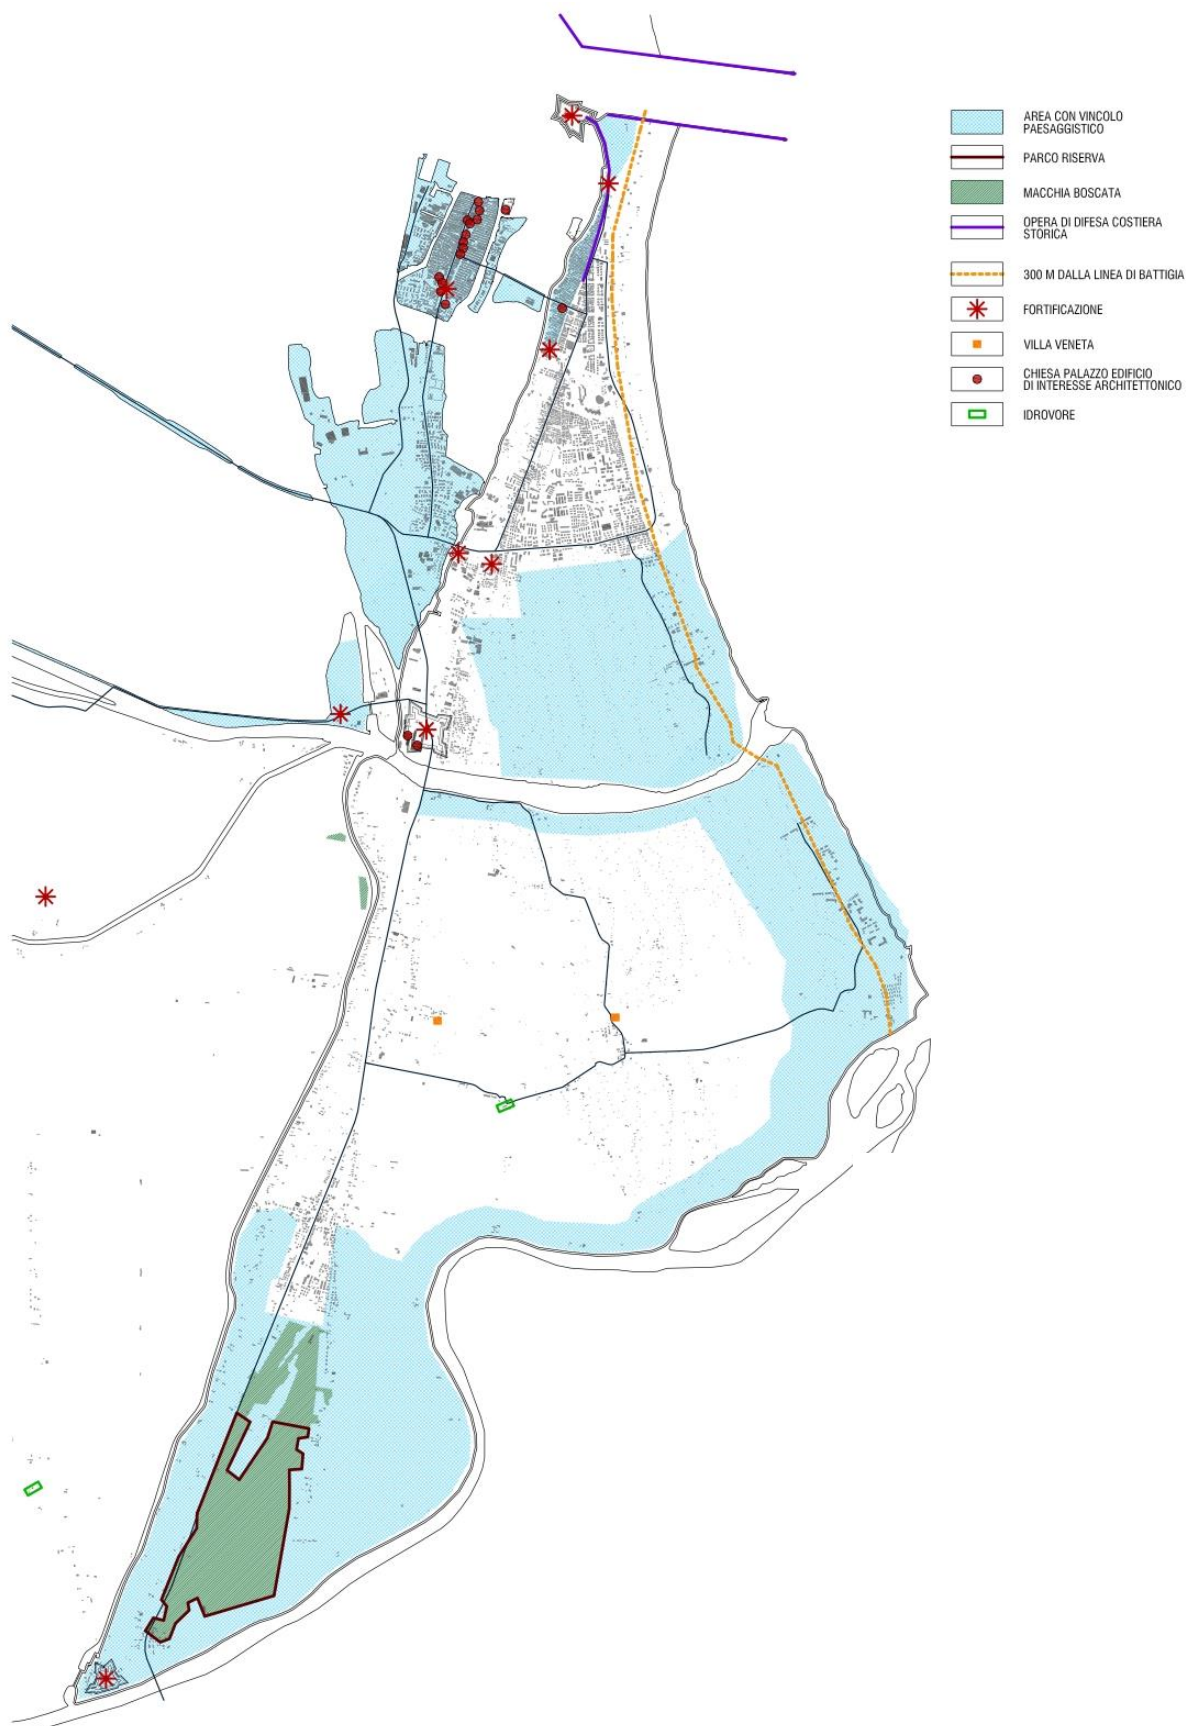 AREA CON VINCOLO
PAESAGGISTICO
PARCO RISERVA
MACCHIA BOSCATA
OPERA DI DIFESA COSTIERA
STORICA
300 M DALLA LINEA DI BATTIGIA
FORTIFICAZIONE
VILLA VENETA
CHIESA PALAZZO EDIFICIO
DI INTERESSE ARCHITETTONICO
IDROVORE